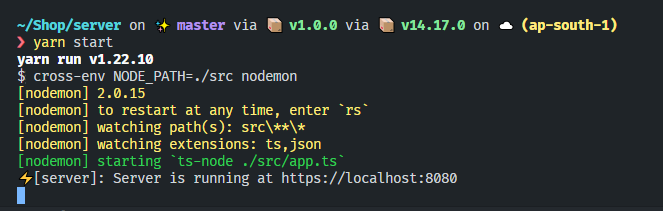 ~/Shop/server on ✨ master via 📦 v1.0.0 via 📦 v14.17.0 on ☁ (ap-south-1)
❯ yarn start
yarn run v1.22.10
$ cross-env NODE_PATH=./src nodemon
[nodemon] 2.0.15
[nodemon] to restart at any time, enter `rs`
[nodemon] watching path(s): src\**\*
[nodemon] watching extensions: ts,json
[nodemon] starting `ts-node ./src/app.ts`
⚡[server]: Server is running at https://localhost:8080